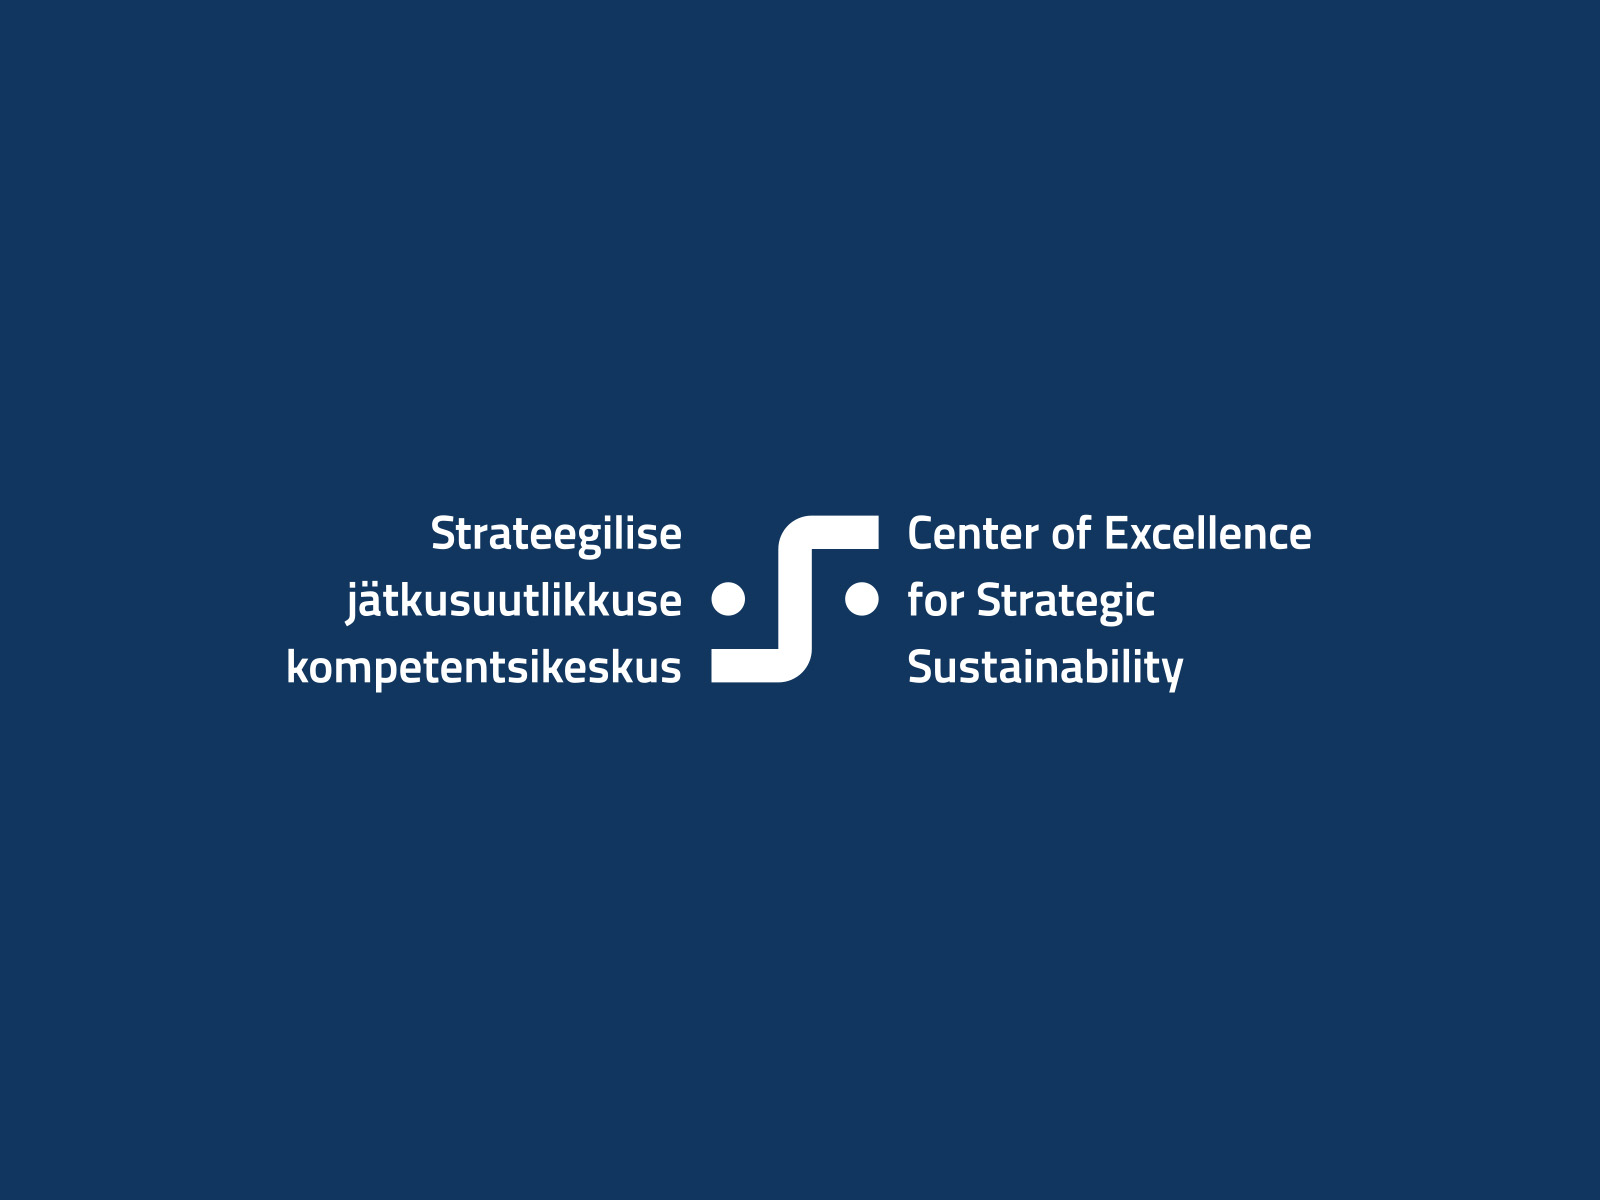 Strateegilise
jätkusuutlikkuse
kompetentsikeskus
Center of Excellence
for Strategic
Sustainability